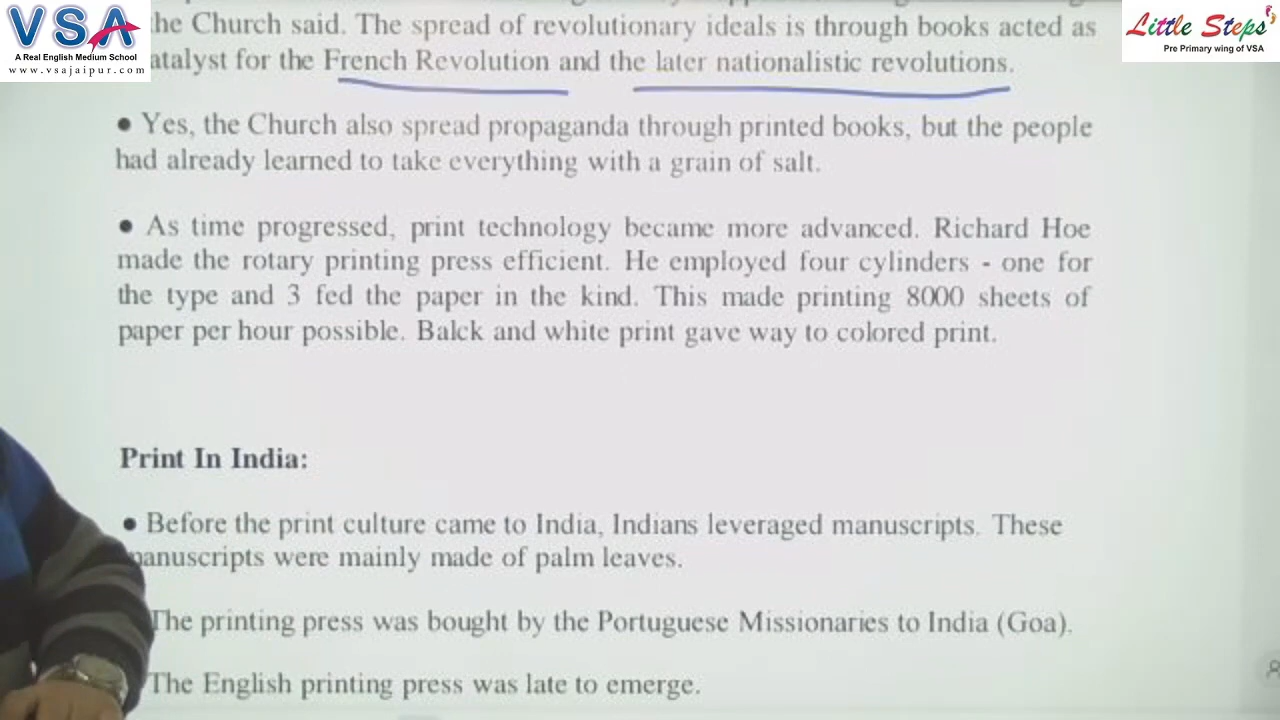 VSA
A Real English Medium School
www.vsajaipur.com
Little Steps
Pre Primary wing of VSA
the Church said. The spread of revolutionary ideals is through books acted as
atalyst for the French Revolution and the later nationalistic revolutions.
● Yes, the Church also spread propaganda through printed books, but the people
had already learned to take everything with a grain of salt.
● As time progressed, print technology became more advanced. Richard Hoe
made the rotary printing press efficient. He employed four cylinders - one for
the type and 3 fed the paper in the kind. This made printing 8000 sheets of
paper per hour possible. Balck and white print gave way to colored print.
Print In India:
● Before the print culture came to India, Indians leveraged manuscripts. These
manuscripts were mainly made of palm leaves.
The printing press was bought by the Portuguese Missionaries to India (Goa).
The English printing press was late to emerge.